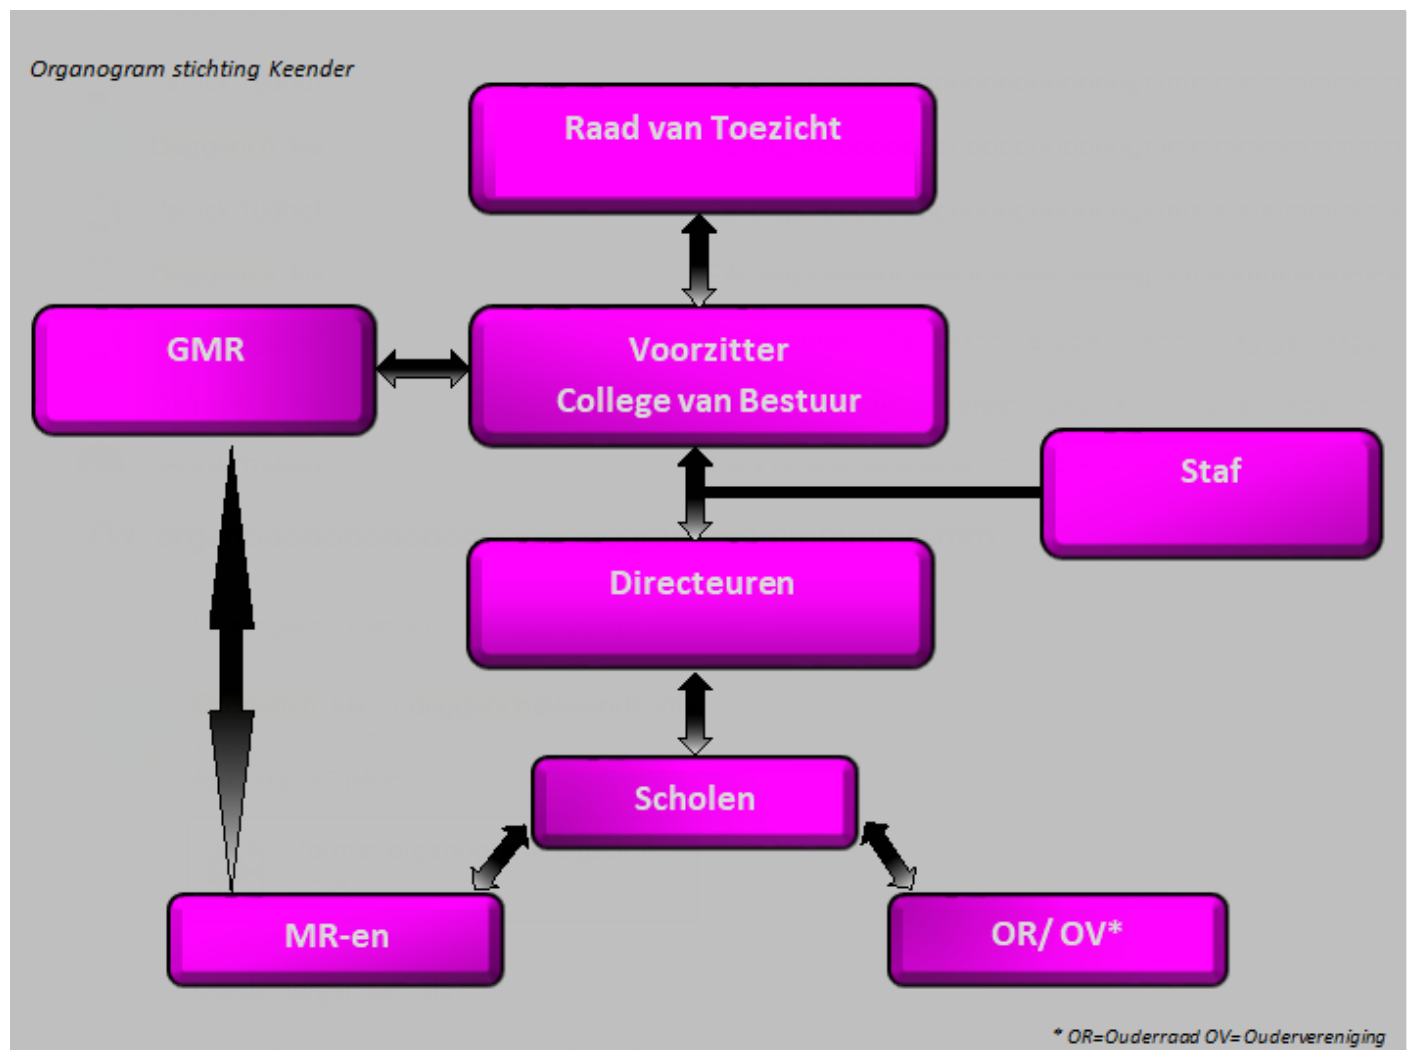 Organogram stichting Keender
Raad van Toezicht
GMR
Voorzitter
College van Bestuur
Staf
Directeuren
Scholen
MR-en
OR/ OV*
* OR=Ouderraad OV= Oudervereniging